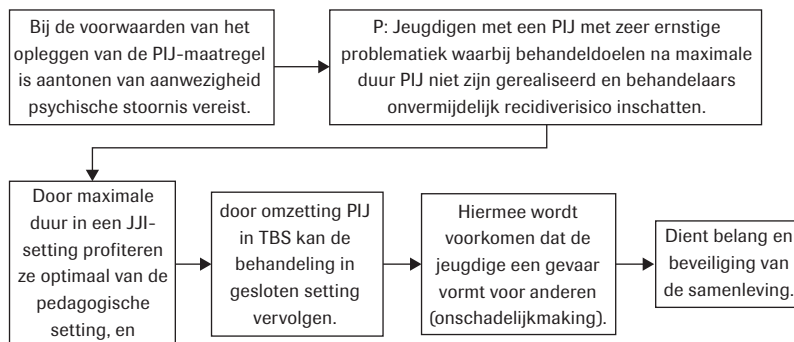 Bij de voorwaarden van het
opleggen van de PIJ-maatregel
is aantonen van aanwezigheid
psychische stoornis vereist.
P: Jeugdigen met een PIJ met zeer ernstige
problematiek waarbij behandeldoelen na maximale
duur PIJ niet zijn gerealiseerd en behandelaars
onvermijdelijk recidiverisico inschatten.
Door maximale
duur in een JJI-
setting profiteren
ze optimaal van de
pedagogische
setting, en
door omzetting PIJ
in TBS kan de
behandeling in
gesloten setting
vervolgen.
Hiermee wordt
voorkomen dat de
jeugdige een gevaar
vormt voor anderen
(onschadelijkmaking).
Dient belang en
beveiliging van
de samenleving.